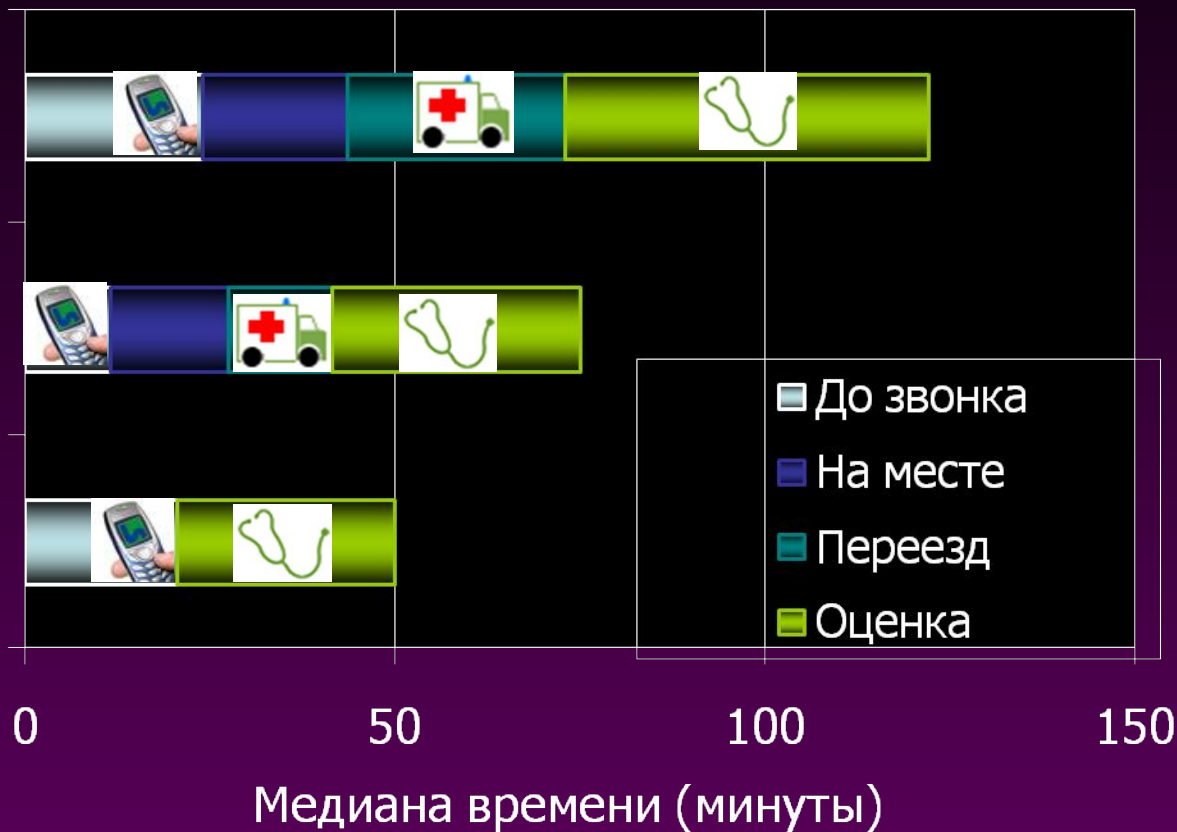 До звонка
На месте
Переезд
Оценка
0 50 100 150
Медиана времени (минуты)